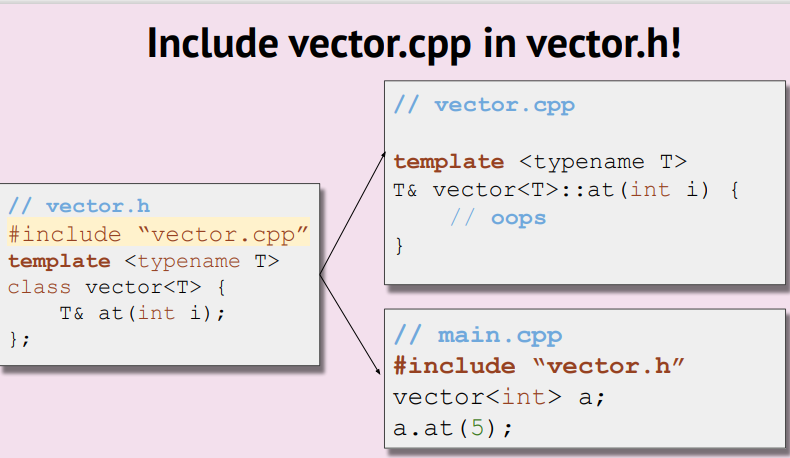 Include vector.cpp in vector.h!
// vector.h
#include “vector.cpp”
template <typename T>
class vector<T> {
    T& at(int i);
};
// vector.cpp
template <typename T>
T& vector<T>::at(int i) {
    // oops
}
// main.cpp
#include “vector.h”
vector<int> a;
a.at(5);